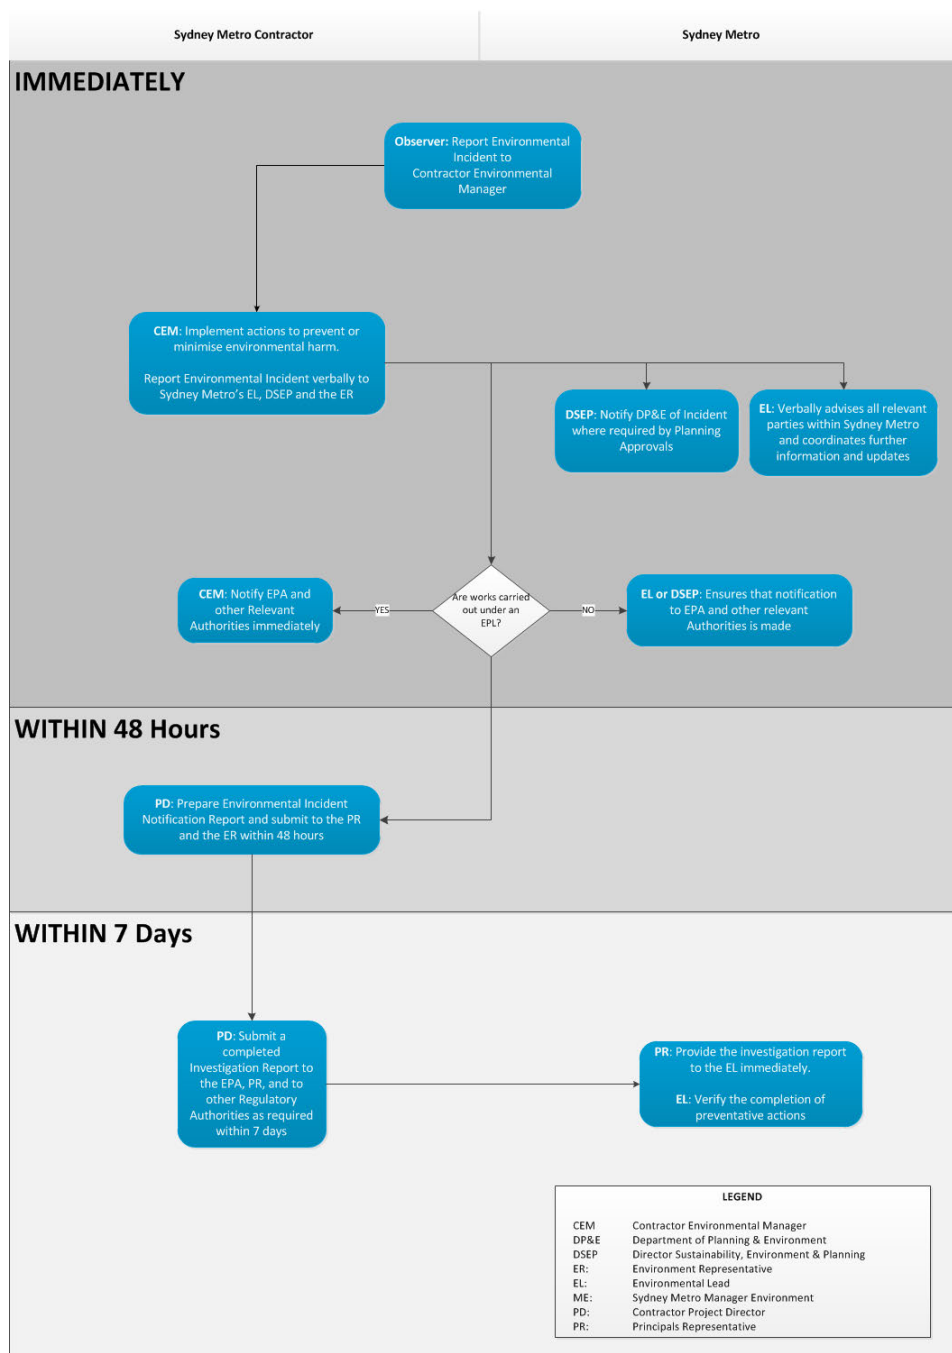 Sydney Metro Contractor
Sydney Metro
IMMEDIATELY
Observer: Report Environmental
Incident to
Contractor Environmental
Manager
CEM: Implement actions to prevent or
minimise environmental harm.
Report Environmental Incident verbally to
Sydney Metro's EL, DSEP and the ER
DSEP: Notify DP&E of Incident
where required by Planning
Approvals
EL: Verbally advises all relevant
parties within Sydney Metro
and coordinates further
information and updates
CEM: Notify EPA and
other Relevant
Authorities immediately
YES
Are works carried
out under an
EPL?
NO
EL or DSEP: Ensures that notification
to EPA and other relevant
Authorities is made
WITHIN 48 Hours
PD: Prepare Environmental Incident
Notification Report and submit to the PR
and the ER within 48 hours
WITHIN 7 Days
PD: Submit a
completed
Investigation Report to
the EPA, PR, and to
other Regulatory
Authorities as required
within 7 days
PR: Provide the investigation report
to the EL immediately.
EL: Verify the completion of
preventative actions
LEGEND
CEM Contractor Environmental Manager
DP&E Department of Planning & Environment
DSEP Director Sustainability, Environment & Planning
ER: Environment Representative
EL: Environmental Lead
ME: Sydney Metro Manager Environment
PD: Contractor Project Director
PR: Principals Representative